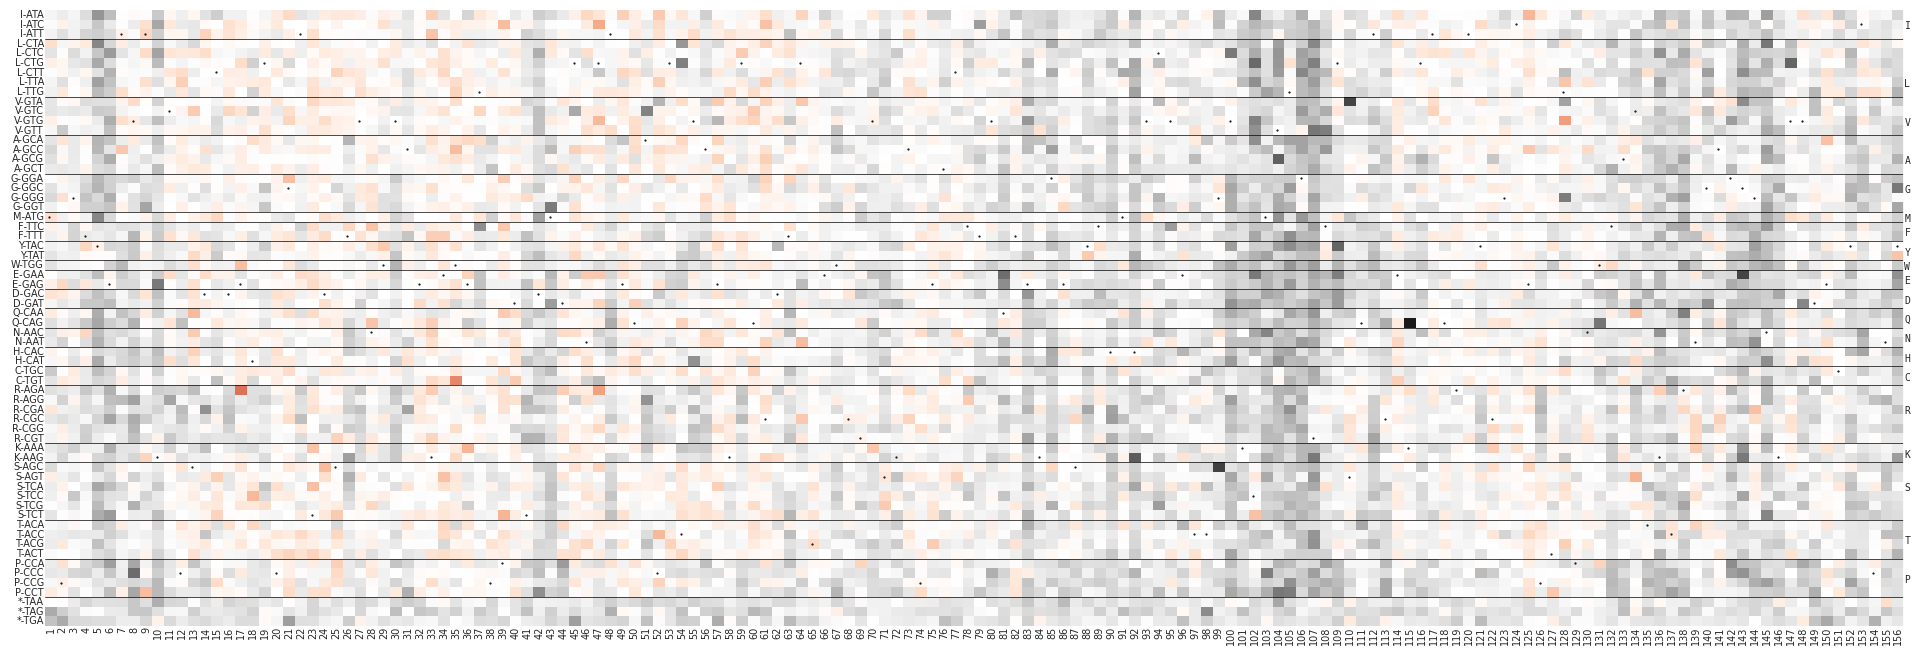 I-ATA
I-ATC
I-ATT
L-CTA
L-CTC
L-CTG
L-CTT
L-TTA
L-TTG
V-GTA
V-GTC
V-GTG
V-GTT
A-GCA
A-GCC
A-GCG
A-GCT
G-GGA
G-GGC
G-GGG
G-GGT
M-ATG
F-TTC
F-TTT
Y-TAC
Y-TAT
W-TGG
E-GAA
E-GAG
D-GAC
D-GAT
Q-CAA
Q-CAG
N-AAC
N-AAT
H-CAC
H-CAT
C-TGC
C-TGT
R-AGA
R-AGG
R-CGA
R-CGC
R-CGG
R-CGT
K-AAA
K-AAG
S-AGC
S-AGT
S-TCA
S-TCC
S-TCG
S-TCT
T-ACA
T-ACC
T-ACG
T-ACT
P-CCA
P-CCC
P-CCG
P-CCT
*-TAA
*-TAG
*-TGA
I
L
V
A
G
M
F
Y
W
E
D
Q
N
H
C
R
K
S
T
P
1 2 3 4 5 6 7 8 9 10 11 12 13 14 15 16 17 18 19 20 21 22 23 24 25 26 27 28 29 30 31 32 33 34 35 36 37 38 39 40 41 42 43 44 45 46 47 48 49 50 51 52 53 54 55 56 57 58 59 60 61 62 63 64 65 66 67 68 69 70 71 72 73 74 75 76 77 78 79 80 81 82 83 84 85 86 87 88 89 90 91 92 93 94 95 96 97 98 99 100 101 102 103 104 105 106 107 108 109 110 111 112 113 114 115 116 117 118 119 120 121 122 123 124 125 126 127 128 129 130 131 132 133 134 135 136 137 138 139 140 141 142 143 144 145 146 147 148 149 150 151 152 153 154 155 156